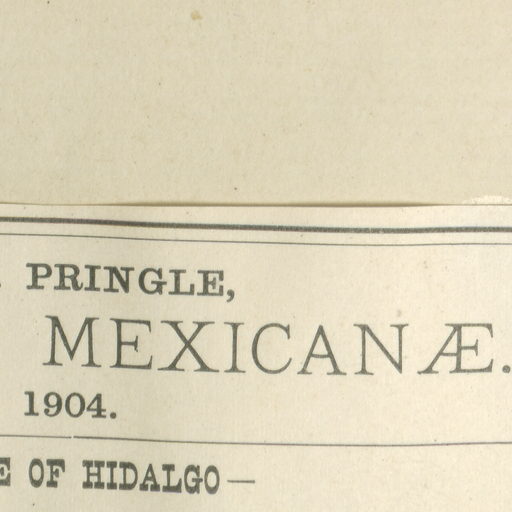 PRINGLE,
MEXICANÆ.
1904.
OF HIDALGO—